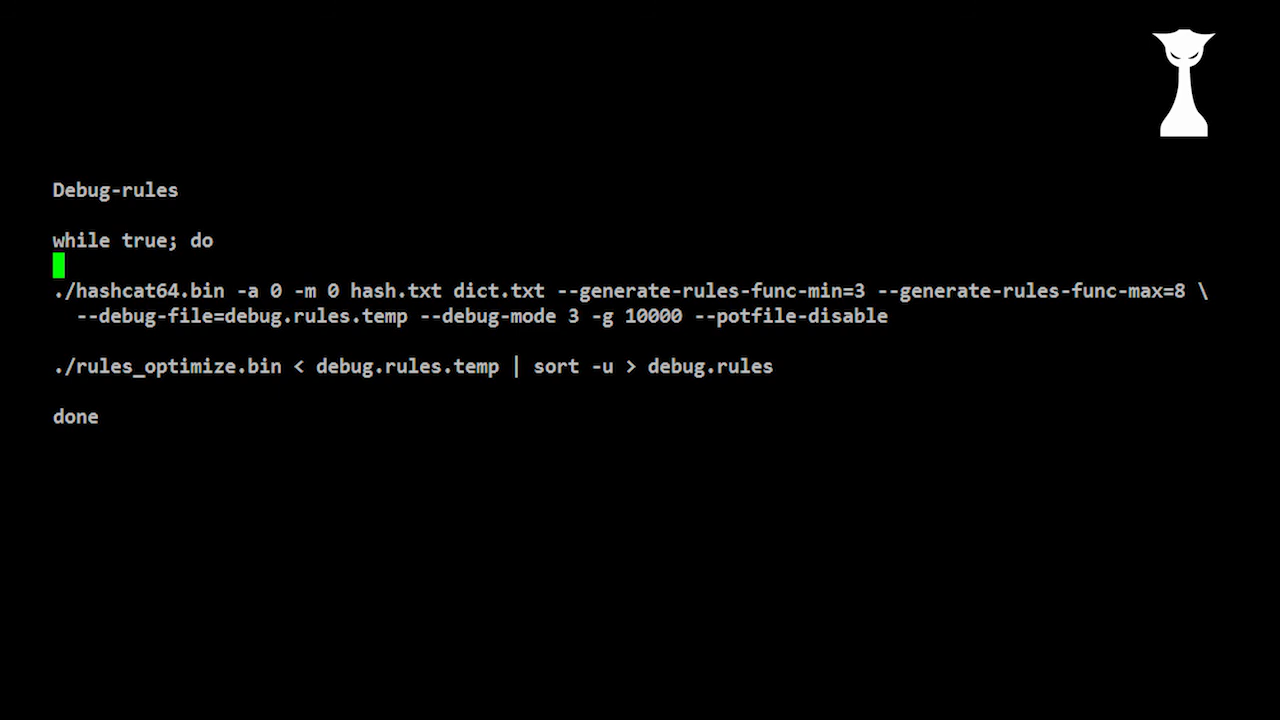 Debug-rules
while true; do
./hashcat64.bin -a 0 -m 0 hash.txt dict.txt --generate-rules-func-min=3 --generate-rules-func-max=8 \
--debug-file=debug.rules.temp --debug-mode 3 -g 10000 --potfile-disable
./rules_optimize.bin < debug.rules.temp | sort -u > debug.rules
done